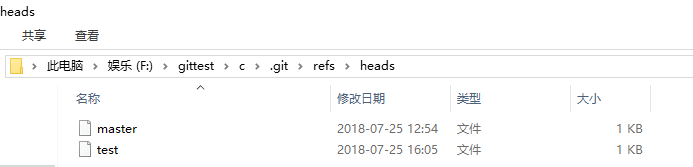 heads
共享 查看
此电脑 娱乐 (F:) gittest c .git refs heads
名称 修改日期 类型 大小
master 2018-07-25 12:54 文件 1 KB
test 2018-07-25 16:05 文件 1 KB